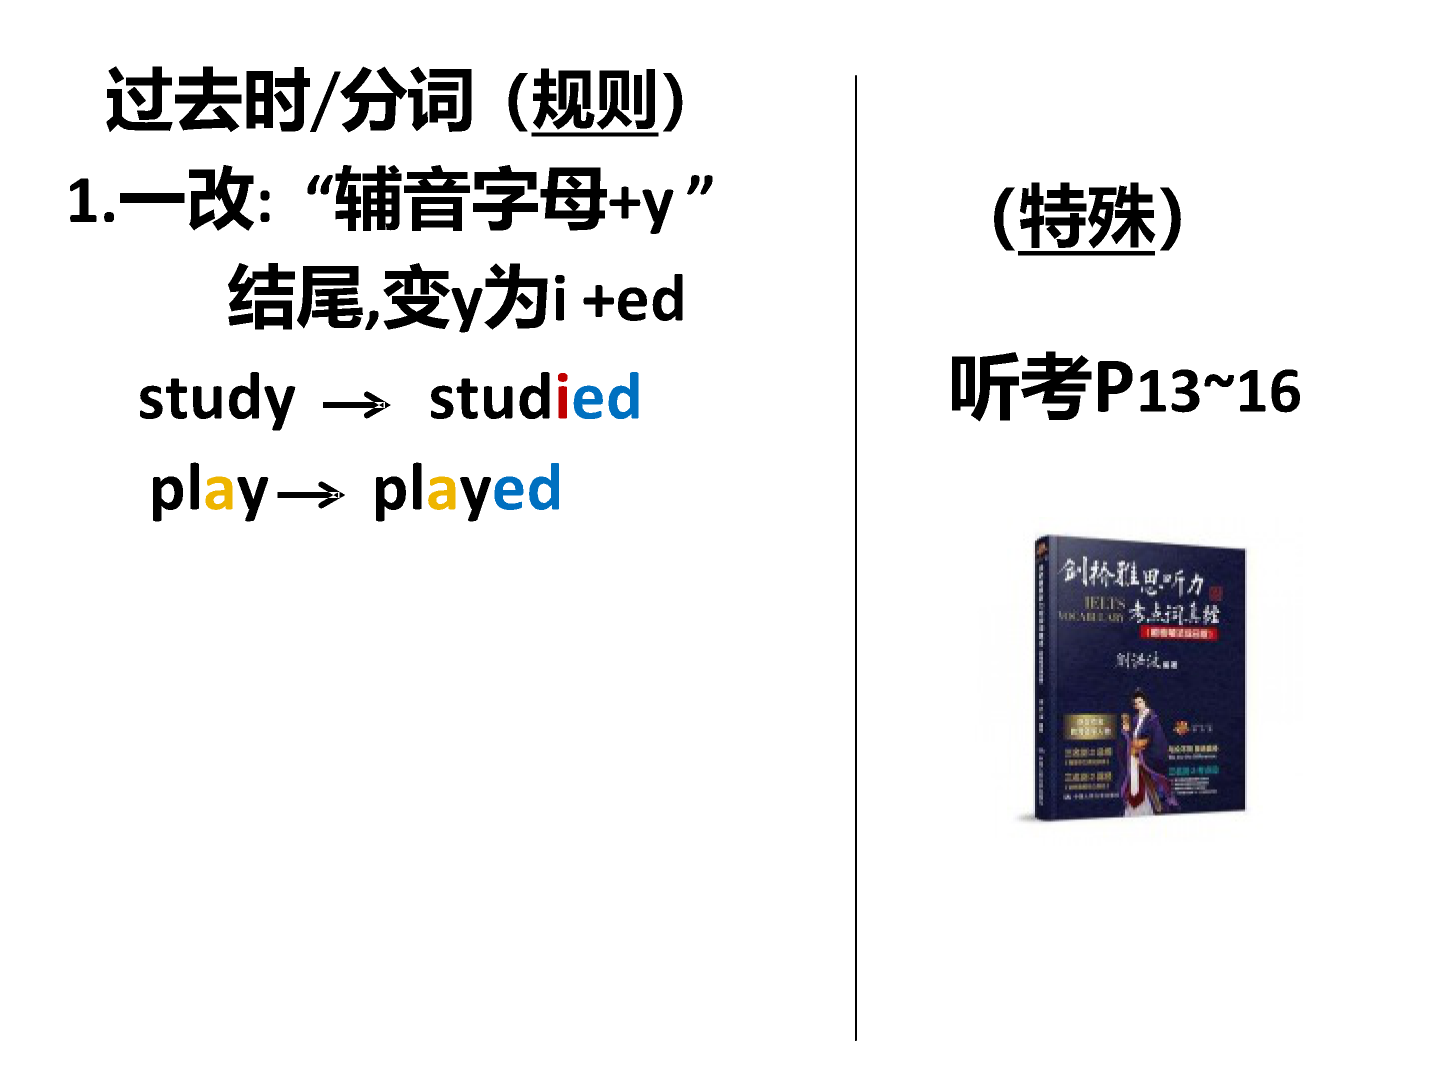 过去时/分词（规则）
1.一改:“辅音字母+y ”
结尾,变y为i +ed
study → studied
play → played
（特殊）
听考P13~16
剑桥雅思听力
IELTS
VOCABULARY
考点词真经
刘洪波 编著